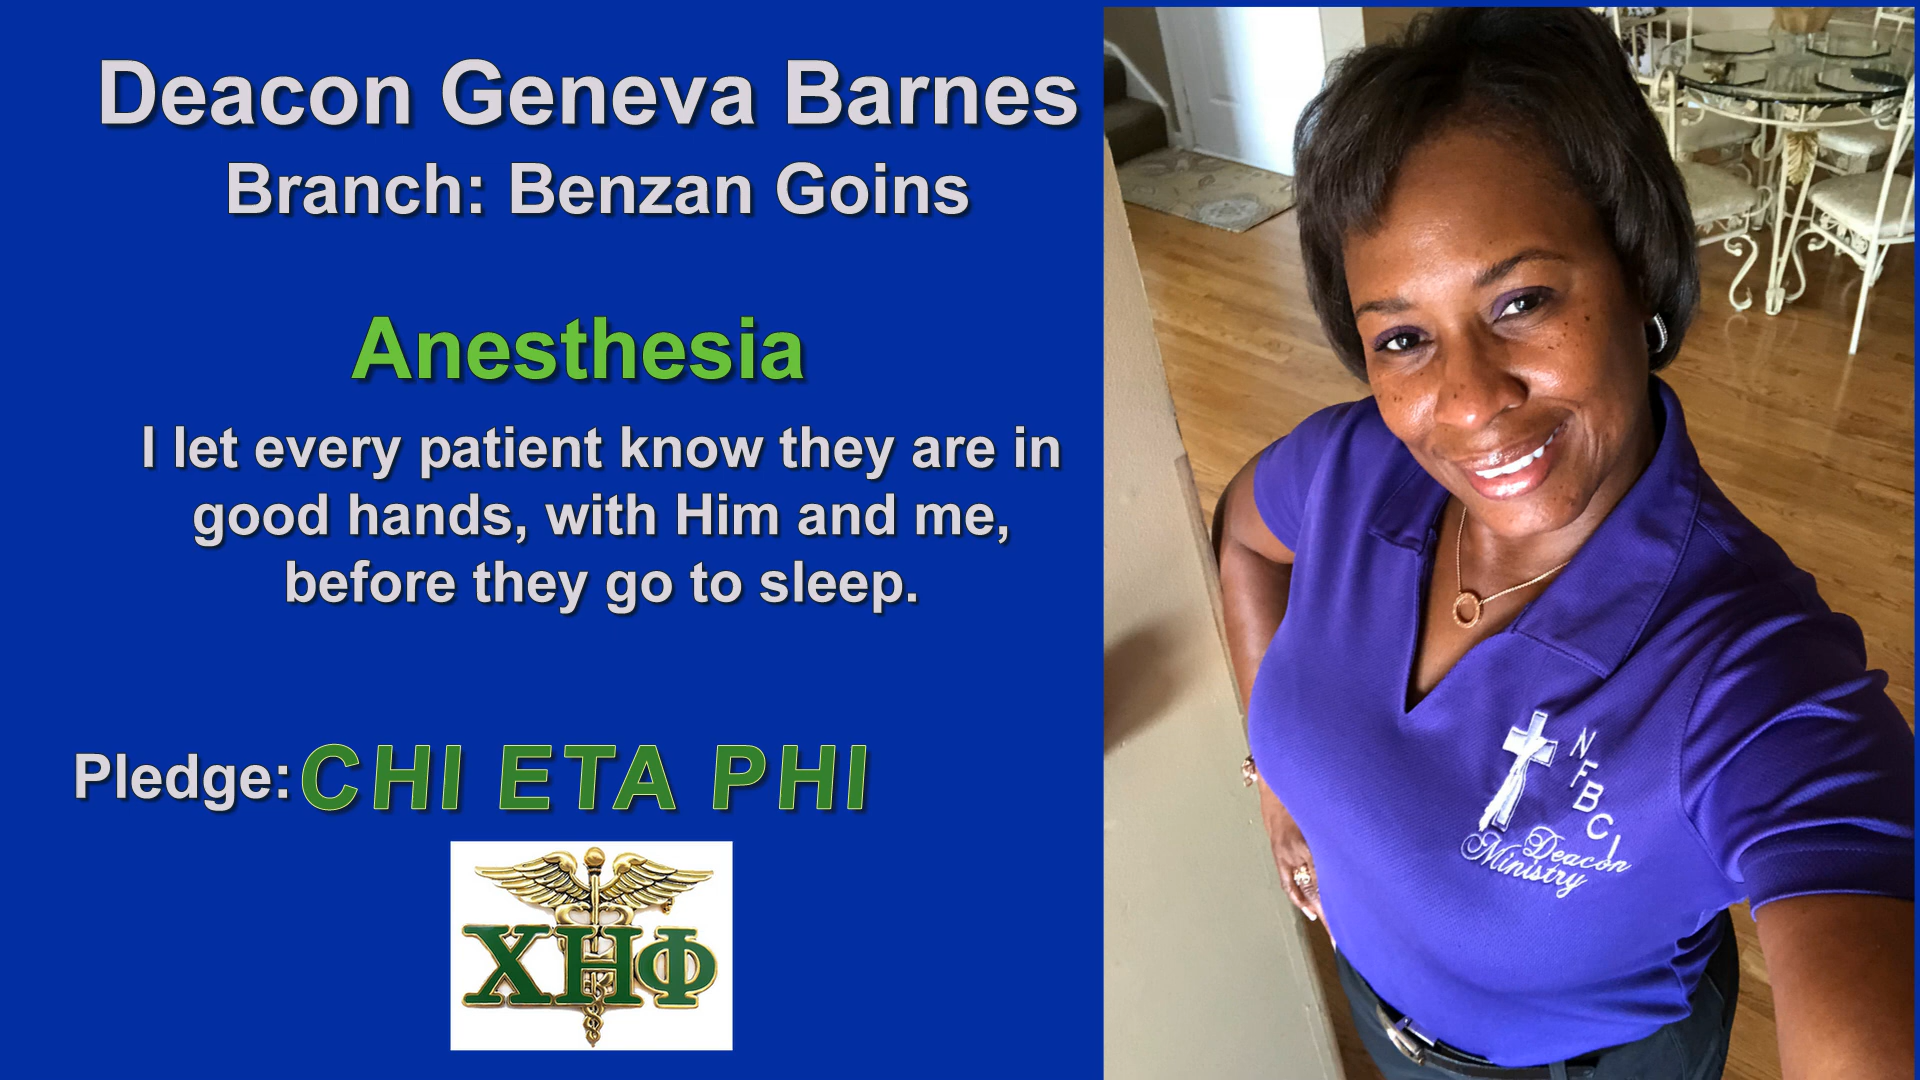 Deacon Geneva Barnes
Branch: Benzan Goins
Anesthesia
I let every patient know they are in
good hands, with Him and me,
before they go to sleep.
Pledge: CHI ETA PHI
ΧΗΦ
NFBCI
Deacon
Ministry